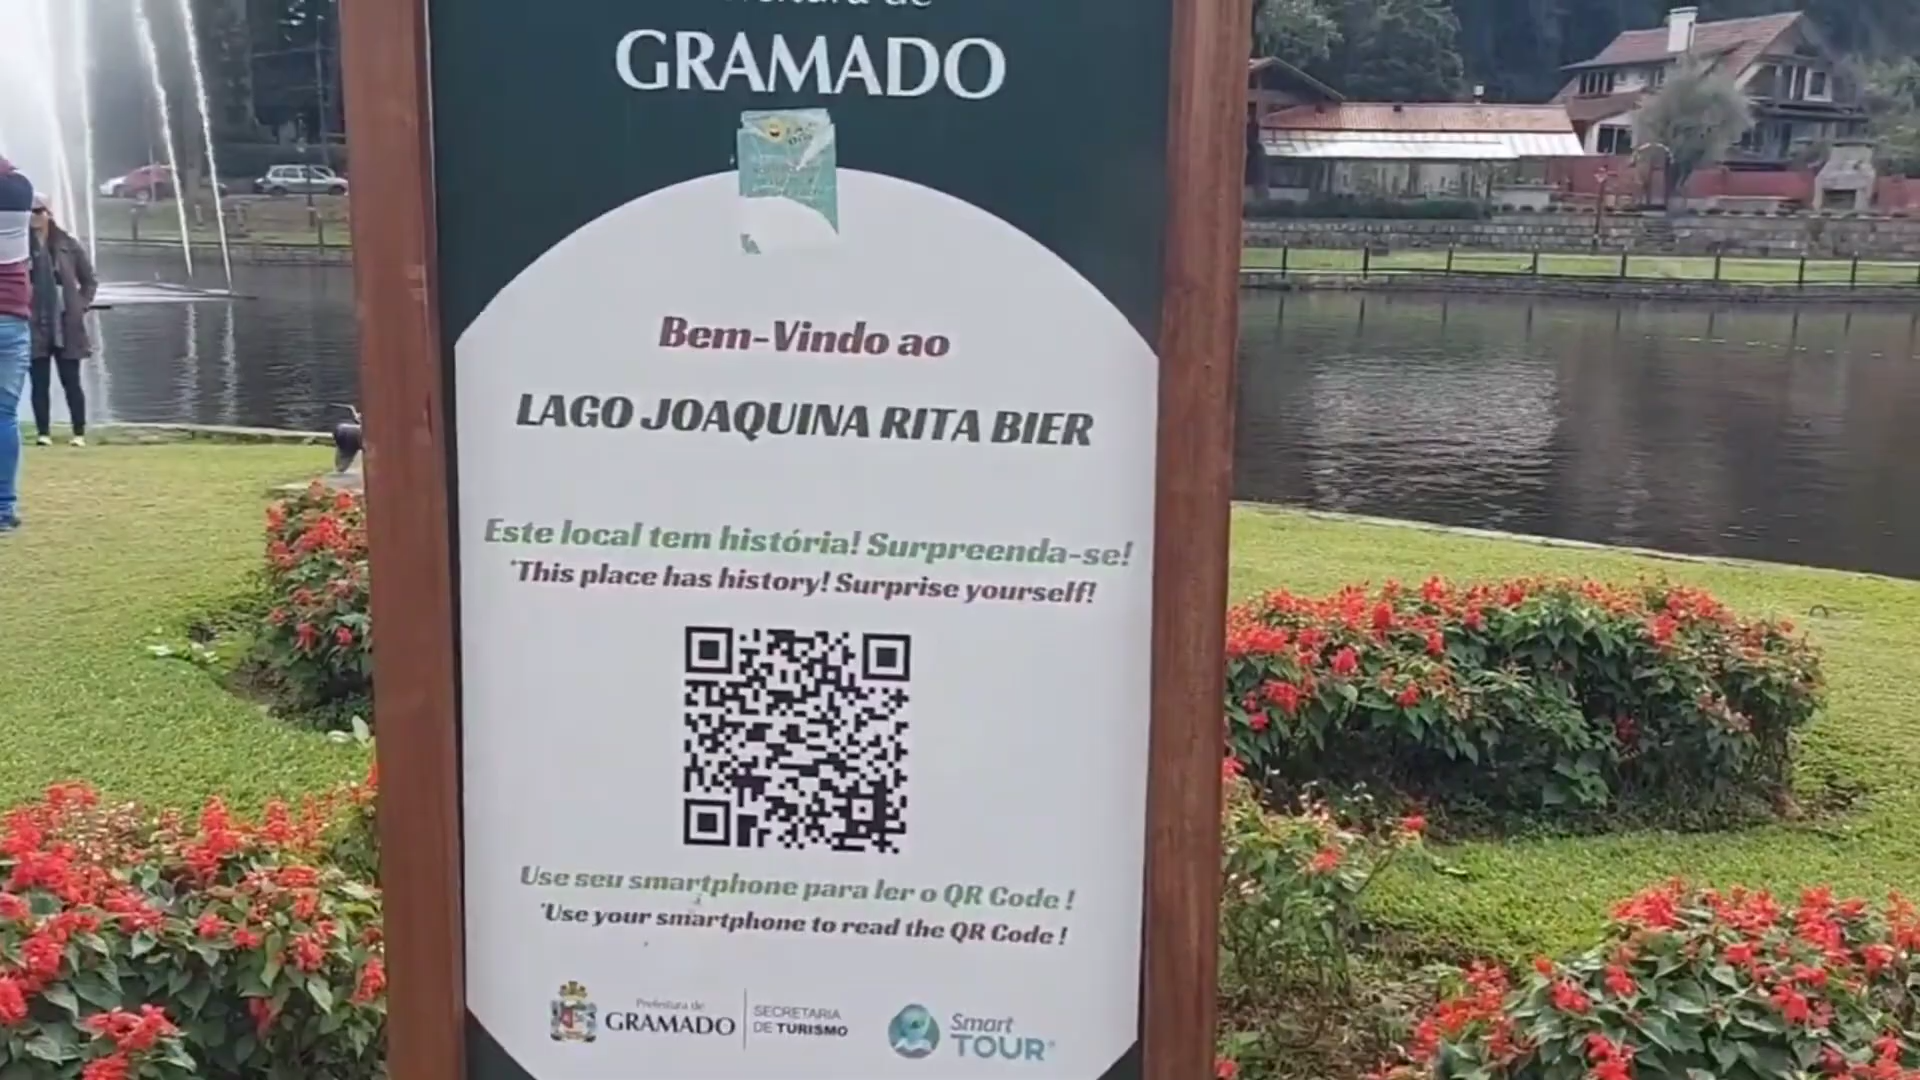 GRAMADO
Bem-Vindo ao
LAGO JOAQUINA RITA BIER
Este local tem história! Surpreenda-se!
*This place has history! Surprise yourself!
Use seu smartphone para ler o QR Code !
*Use your smartphone to read the QR Code !
Prefeitura de
GRAMADO
SECRETARIA
DE TURISMO
Smart
TOUR